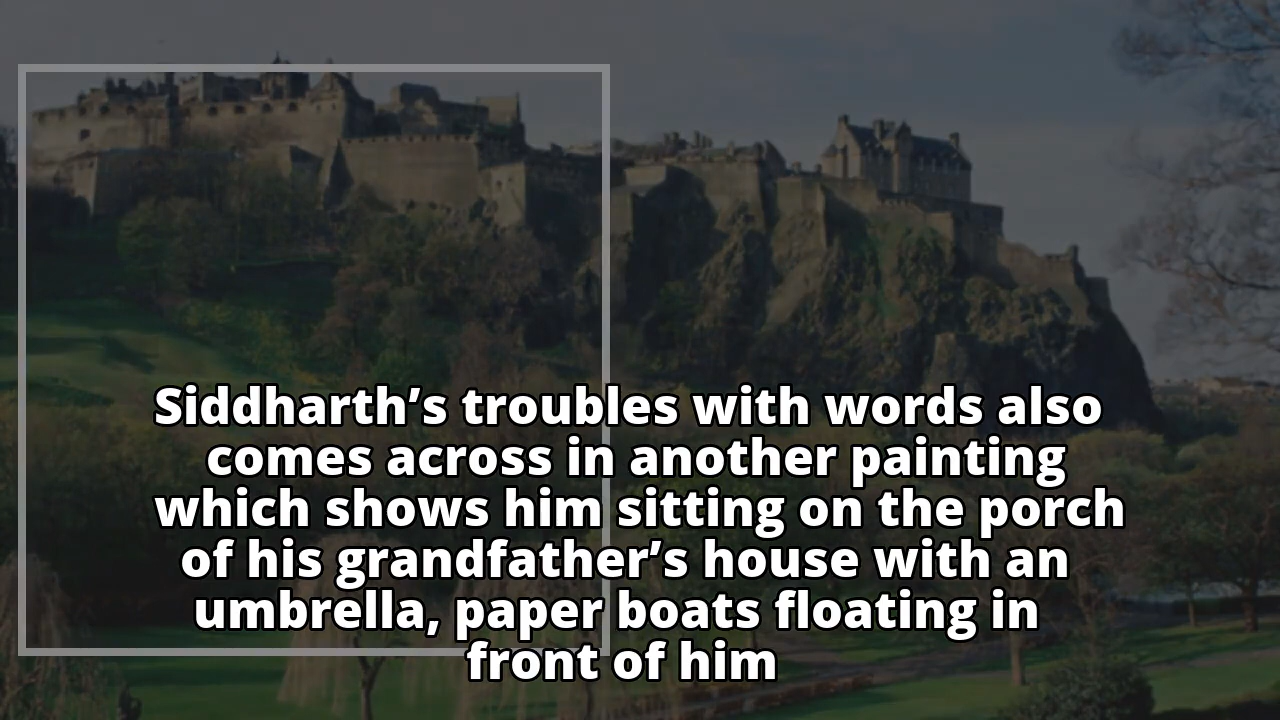 Siddharth’s troubles with words also
comes across in another painting
which shows him sitting on the porch
of his grandfather’s house with an
umbrella, paper boats floating in
front of him